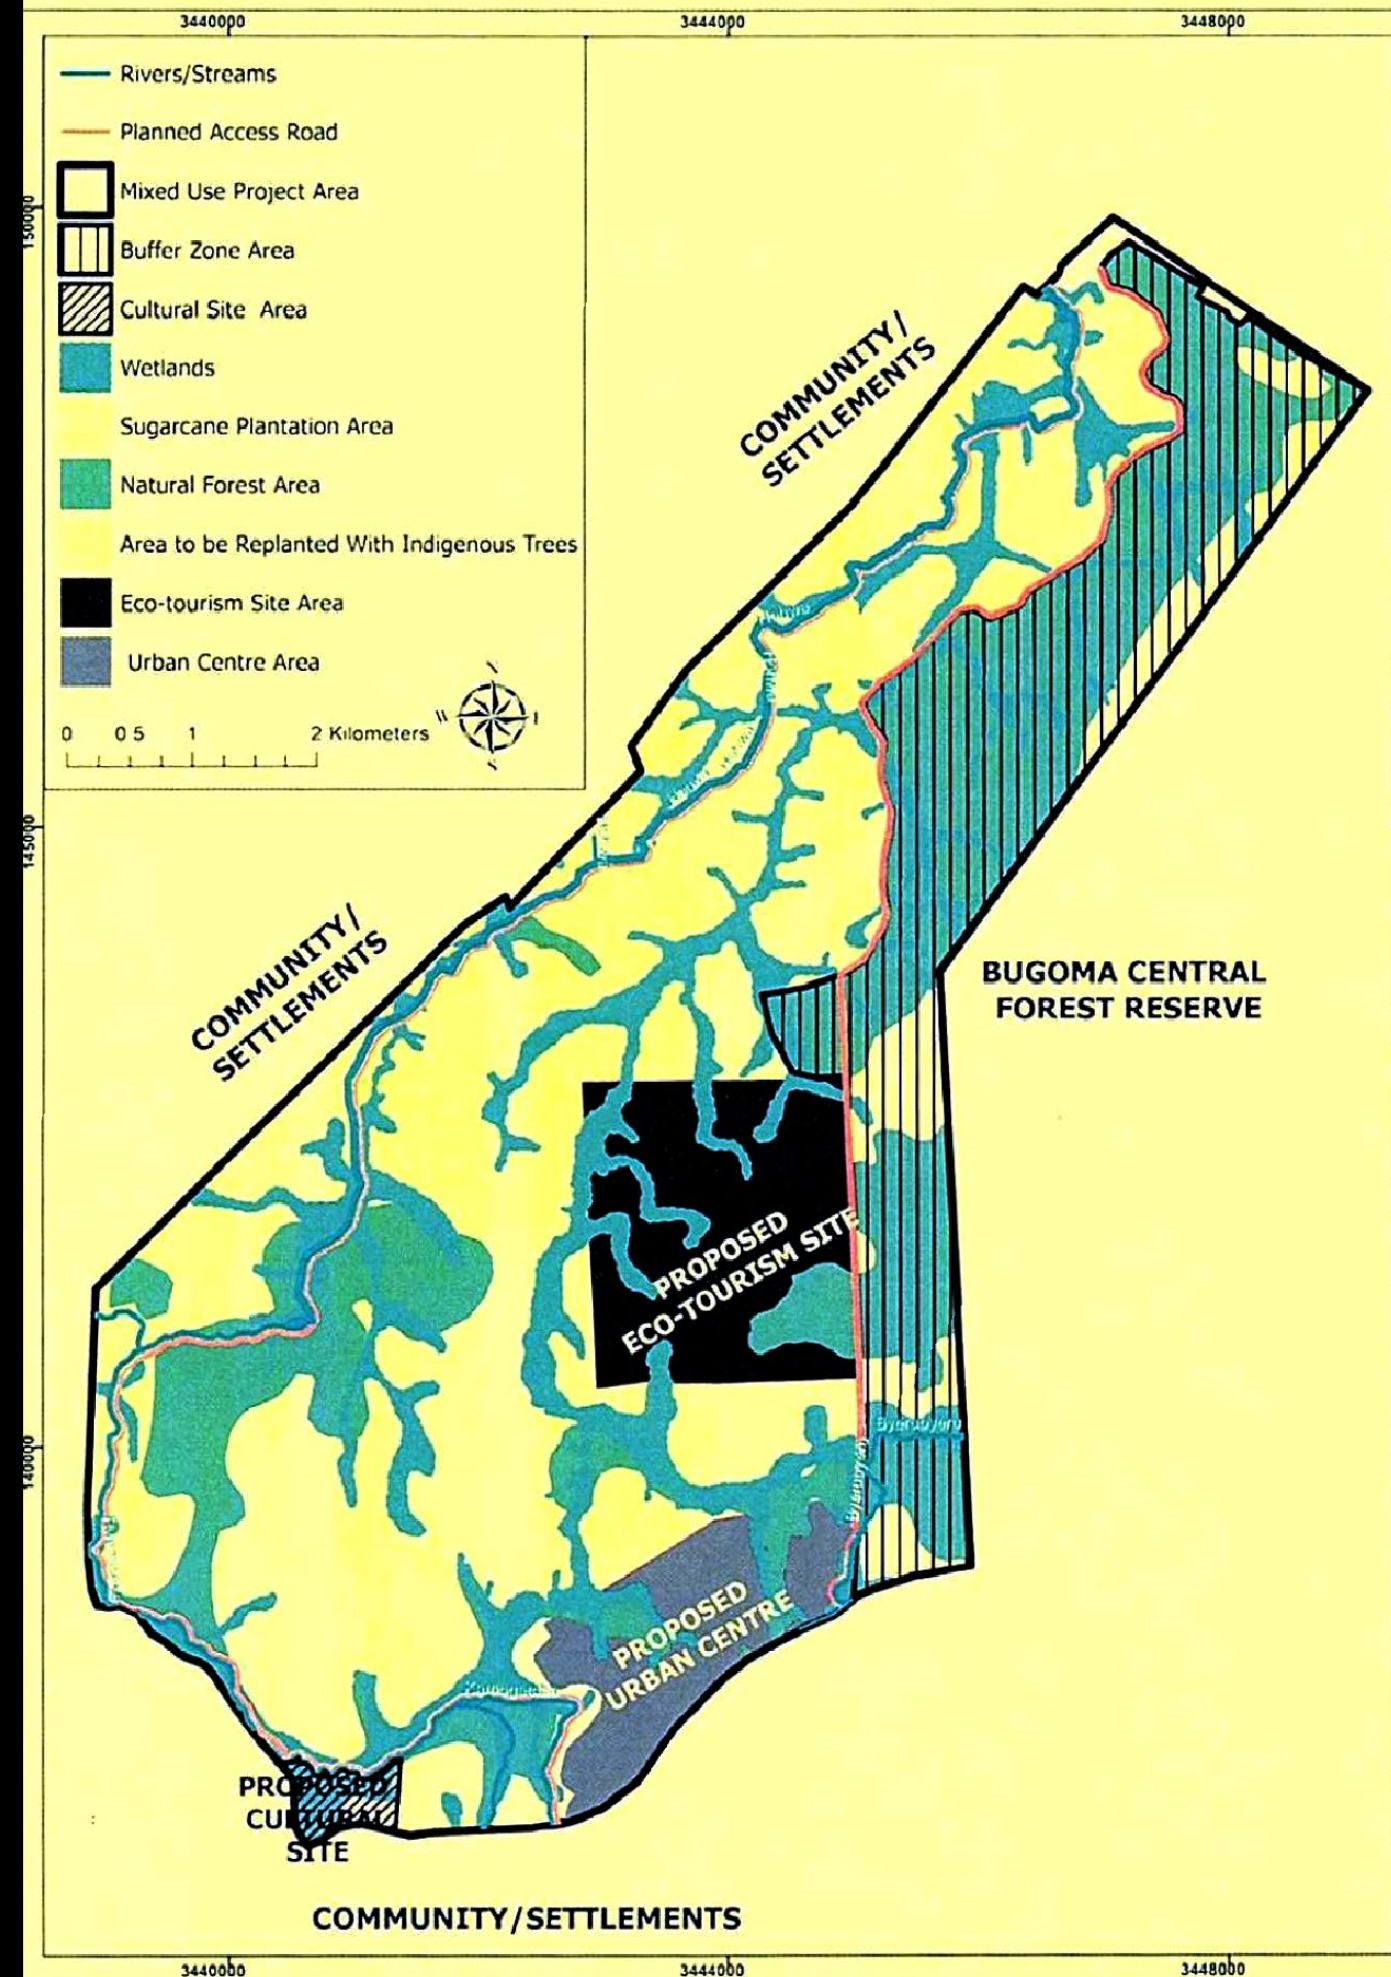 3440000 3444000 3448000
Rivers/Streams
Planned Access Road
Mixed Use Project Area
Buffer Zone Area
Cultural Site Area
Wetlands
Sugarcane Plantation Area
Natural Forest Area
Area to be Replanted With Indigenous Trees
Eco-tourism Site Area
Urban Centre Area
0 0 5 1 2 Kilometers
150000
145000
140000
COMMUNITY/
SETTLEMENTS
COMMUNITY/
SETTLEMENTS
BUGOMA CENTRAL
FOREST RESERVE
PROPOSED
ECO-TOURISM SITE
PROPOSED
URBAN CENTRE
PROPOSED
CULTURAL
SITE
COMMUNITY/SETTLEMENTS
3440000 3444000 3448000